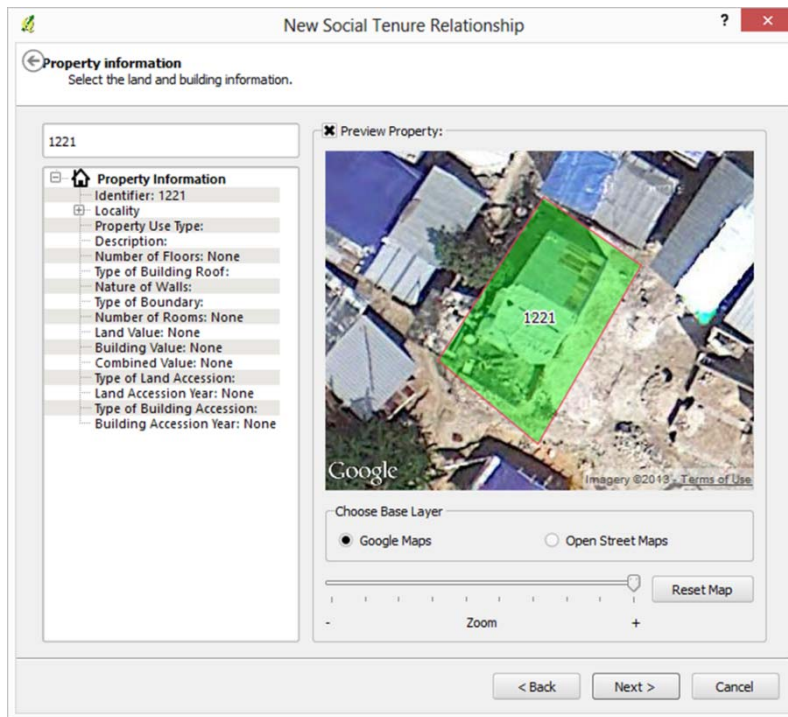 New Social Tenure Relationship
?
Property information
Select the land and building information.
1221
Property Information
Identifier: 1221
Locality
Property Use Type:
Description:
Number of Floors: None
Type of Building Roof:
Nature of Walls:
Type of Boundary:
Number of Rooms: None
Land Value: None
Building Value: None
Combined Value: None
Type of Land Accession:
Land Accession Year: None
Type of Building Accession:
Building Accession Year: None
Preview Property:
1221
Google
Imagery ©2013 - Terms of Use
Choose Base Layer
Google Maps Open Street Maps
Reset Map
- Zoom +
< Back Next > Cancel